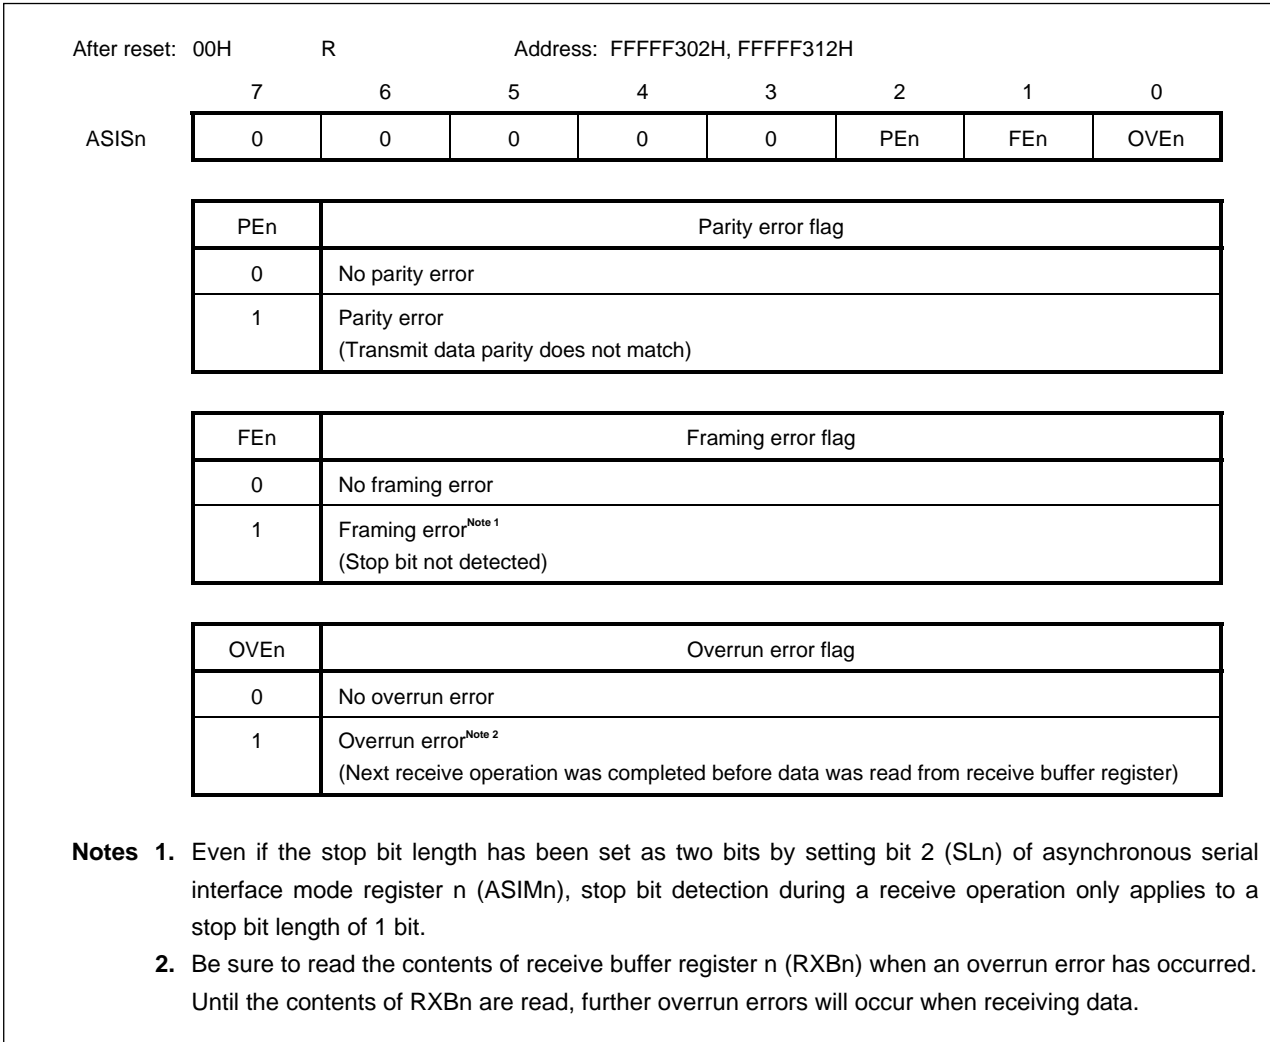 After reset: 00H R Address: FFFFF302H, FFFFF312H
7 6 5 4 3 2 1 0
ASISn 0 0 0 0 0 PEn FEn OVEn
PEn Parity error flag
0 No parity error
1 Parity error
(Transmit data parity does not match)
FEn Framing error flag
0 No framing error
1 Framing error Note 1
(Stop bit not detected)
OVEn Overrun error flag
0 No overrun error
1 Overrun error Note 2
(Next receive operation was completed before data was read from receive buffer register)
Notes 1. Even if the stop bit length has been set as two bits by setting bit 2 (SLn) of asynchronous serial
interface mode register n (ASIMn), stop bit detection during a receive operation only applies to a
stop bit length of 1 bit.
2. Be sure to read the contents of receive buffer register n (RXBn) when an overrun error has occurred.
Until the contents of RXBn are read, further overrun errors will occur when receiving data.